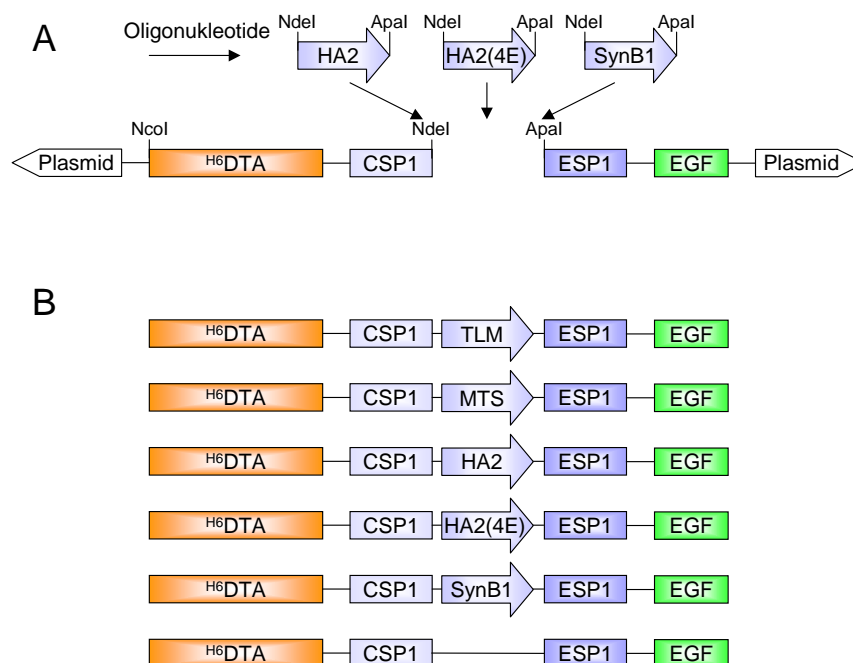 A
Oligonukleotide
NdeI ApaI NdeI ApaI NdeI ApaI
HA2 HA2(4E) SynB1
NcoI NdeI ApaI
Plasmid H6DTA CSP1 ESP1 EGF Plasmid
B
H6DTA CSP1 TLM ESP1 EGF
H6DTA CSP1 MTS ESP1 EGF
H6DTA CSP1 HA2 ESP1 EGF
H6DTA CSP1 HA2(4E) ESP1 EGF
H6DTA CSP1 SynB1 ESP1 EGF
H6DTA CSP1 ESP1 EGF